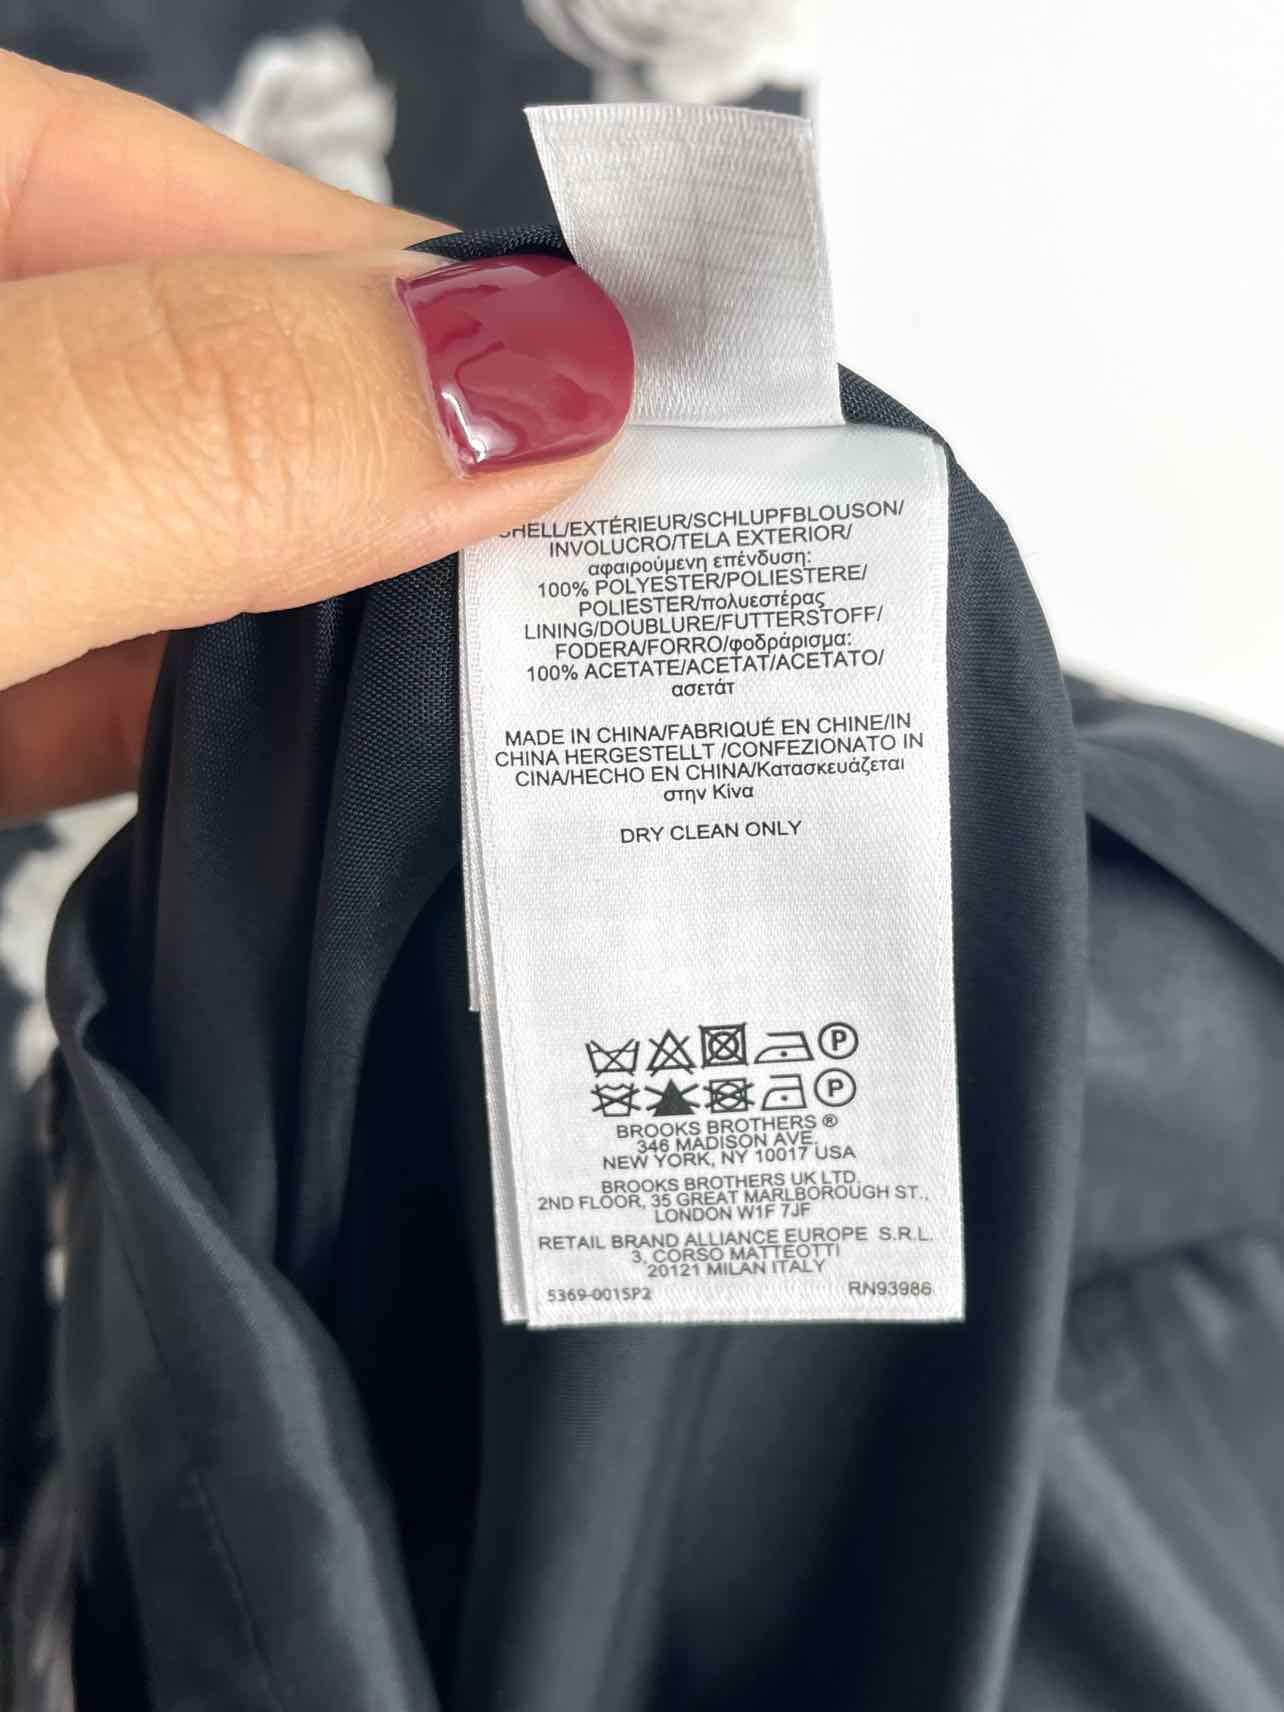 SHELL/EXTÉRIEUR/SCHLUPFBLOUSON/
INVOLUCRO/TELA EXTERIOR/
αφαιρούμενη επένδυση:
100% POLYESTER/POLIESTERE/
POLIESTER/πολυεστέρας
LINING/DOUBLURE/FUTTERSTOFF/
FODERA/FORRO/φοδράρισμα:
100% ACETATE/ACETAT/ACETATO/
ασετάτ
MADE IN CHINA/FABRIQUÉ EN CHINE/IN
CHINA HERGESTELLT /CONFEZIONATO IN
CINA/HECHO EN CHINA/Κατασκευάζεται
στην Κίνα
DRY CLEAN ONLY
P
P
BROOKS BROTHERS ®
346 MADISON AVE.
NEW YORK, NY 10017 USA
BROOKS BROTHERS UK LTD.
2ND FLOOR, 35 GREAT MARLBOROUGH ST.,
LONDON W1F 7JF
RETAIL BRAND ALLIANCE EUROPE S.R.L.
3, CORSO MATTEOTTI
20121 MILAN ITALY
5369-001SP2 RN93986